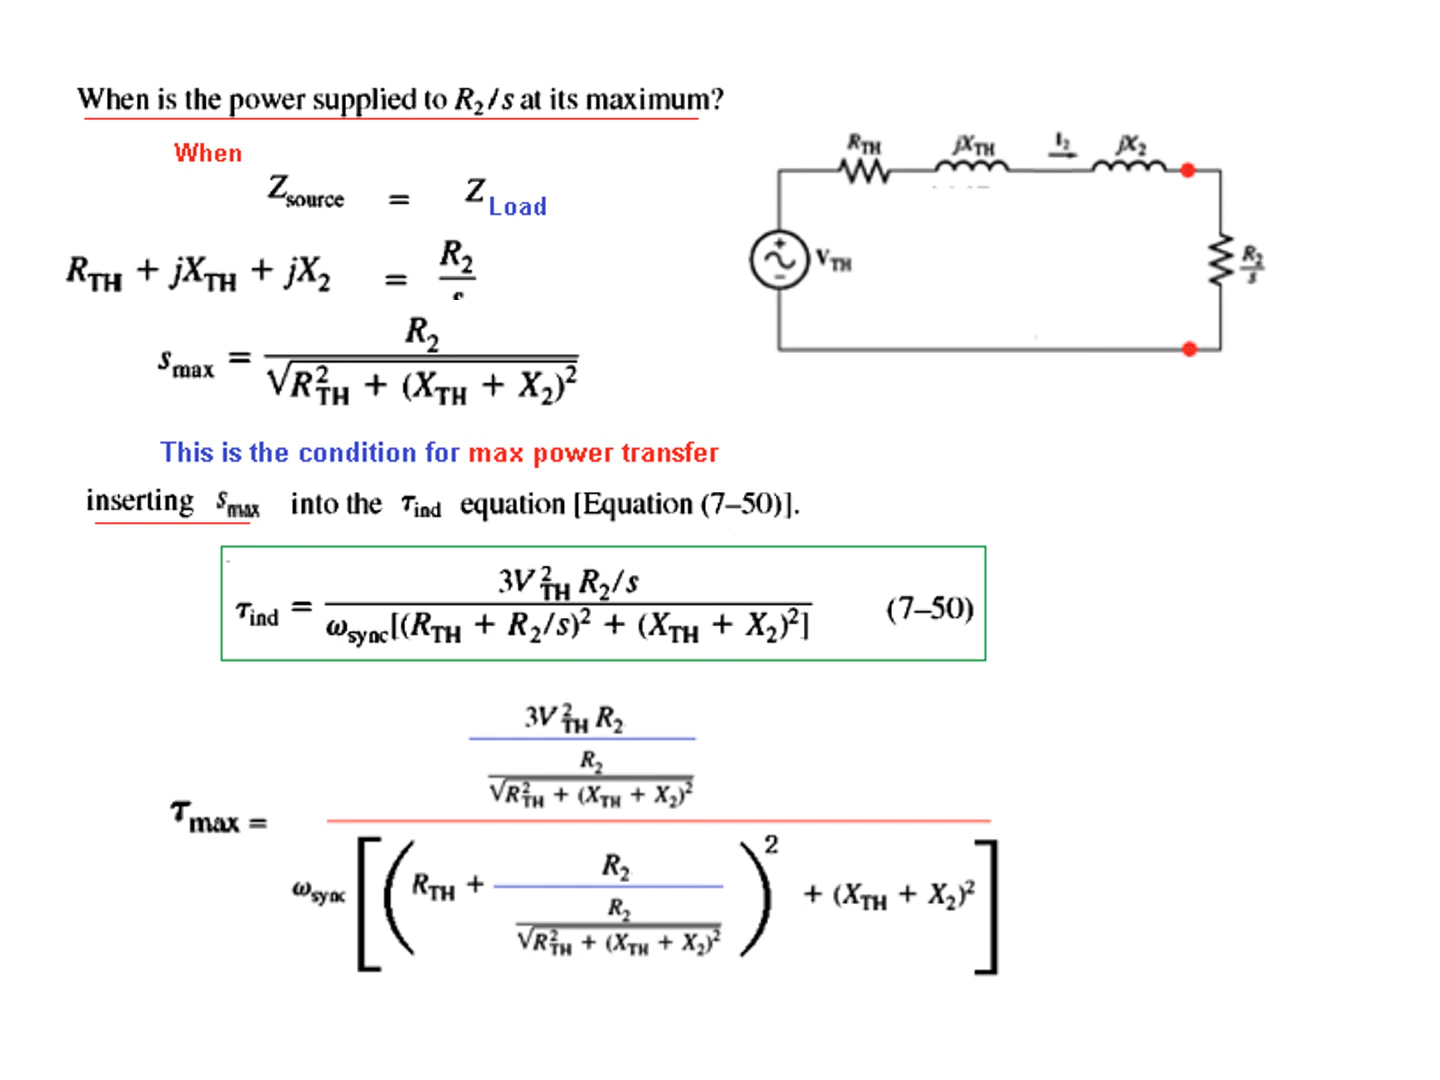 When is the power supplied to R₂/s at its maximum?
When
Z_source = Z_Load
R_TH + jX_TH + jX₂ = R₂/s
s_max = R₂ / √(R²_TH + (X_TH + X₂)²)
This is the condition for max power transfer
inserting s_max into the τ_ind equation [Equation (7–50)].
τ_ind = 3V²_TH R₂/s / ω_sync[(R_TH + R₂/s)² + (X_TH + X₂)²] (7–50)
τ_max = (3V²_TH R₂ / (R₂ / √(R²_TH + (X_TH + X₂)²))) / ω_sync[(R_TH + R₂ / (R₂ / √(R²_TH + (X_TH + X₂)²)))² + (X_TH + X₂)²]
R_TH jX_TH I₂ jX₂
+
V_TH
−
R₂/s